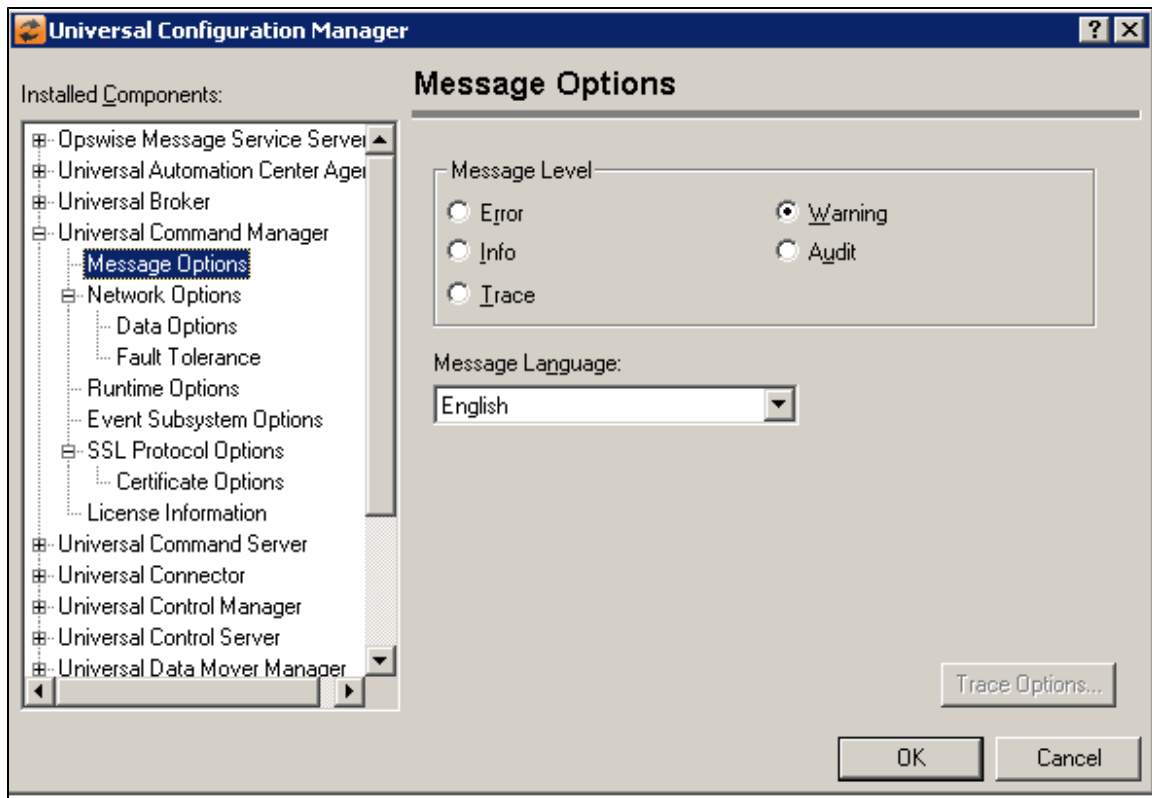 Universal Configuration Manager
Installed Components:
Opswise Message Service Server
Universal Automation Center Agen
Universal Broker
Universal Command Manager
Message Options
Network Options
Data Options
Fault Tolerance
Runtime Options
Event Subsystem Options
SSL Protocol Options
Certificate Options
License Information
Universal Command Server
Universal Connector
Universal Control Manager
Universal Control Server
Universal Data Mover Manager
Message Options
Message Level
Error
Warning
Info
Audit
Trace
Message Language:
English
Trace Options...
OK
Cancel